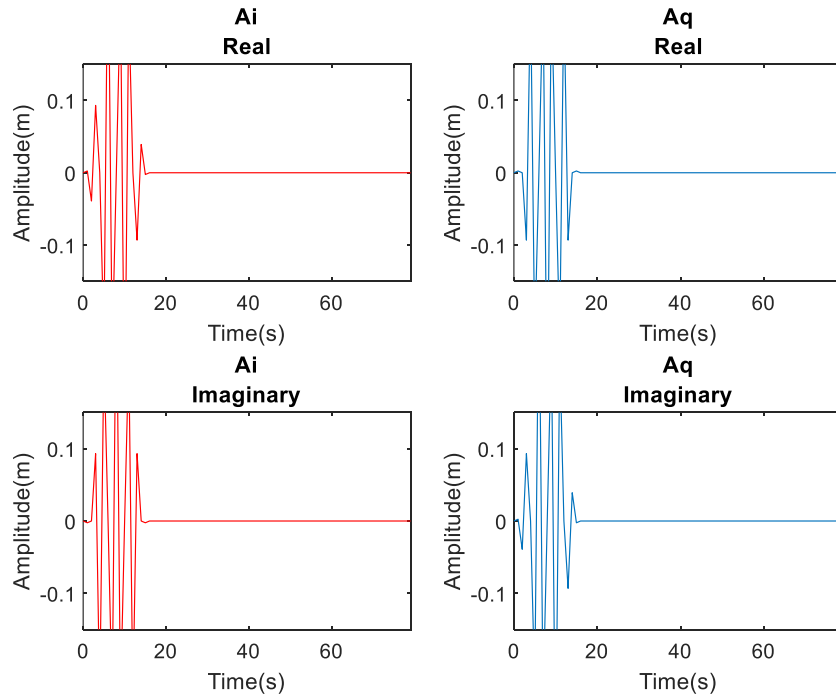 Ai
Real
0.1
0
-0.1
Amplitude(m)
0
20
40
60
Time(s)
Aq
Real
0.1
0
-0.1
Amplitude(m)
0
20
40
60
Time(s)
Ai
Imaginary
0.1
0
-0.1
Amplitude(m)
0
20
40
60
Time(s)
Aq
Imaginary
0.1
0
-0.1
Amplitude(m)
0
20
40
60
Time(s)